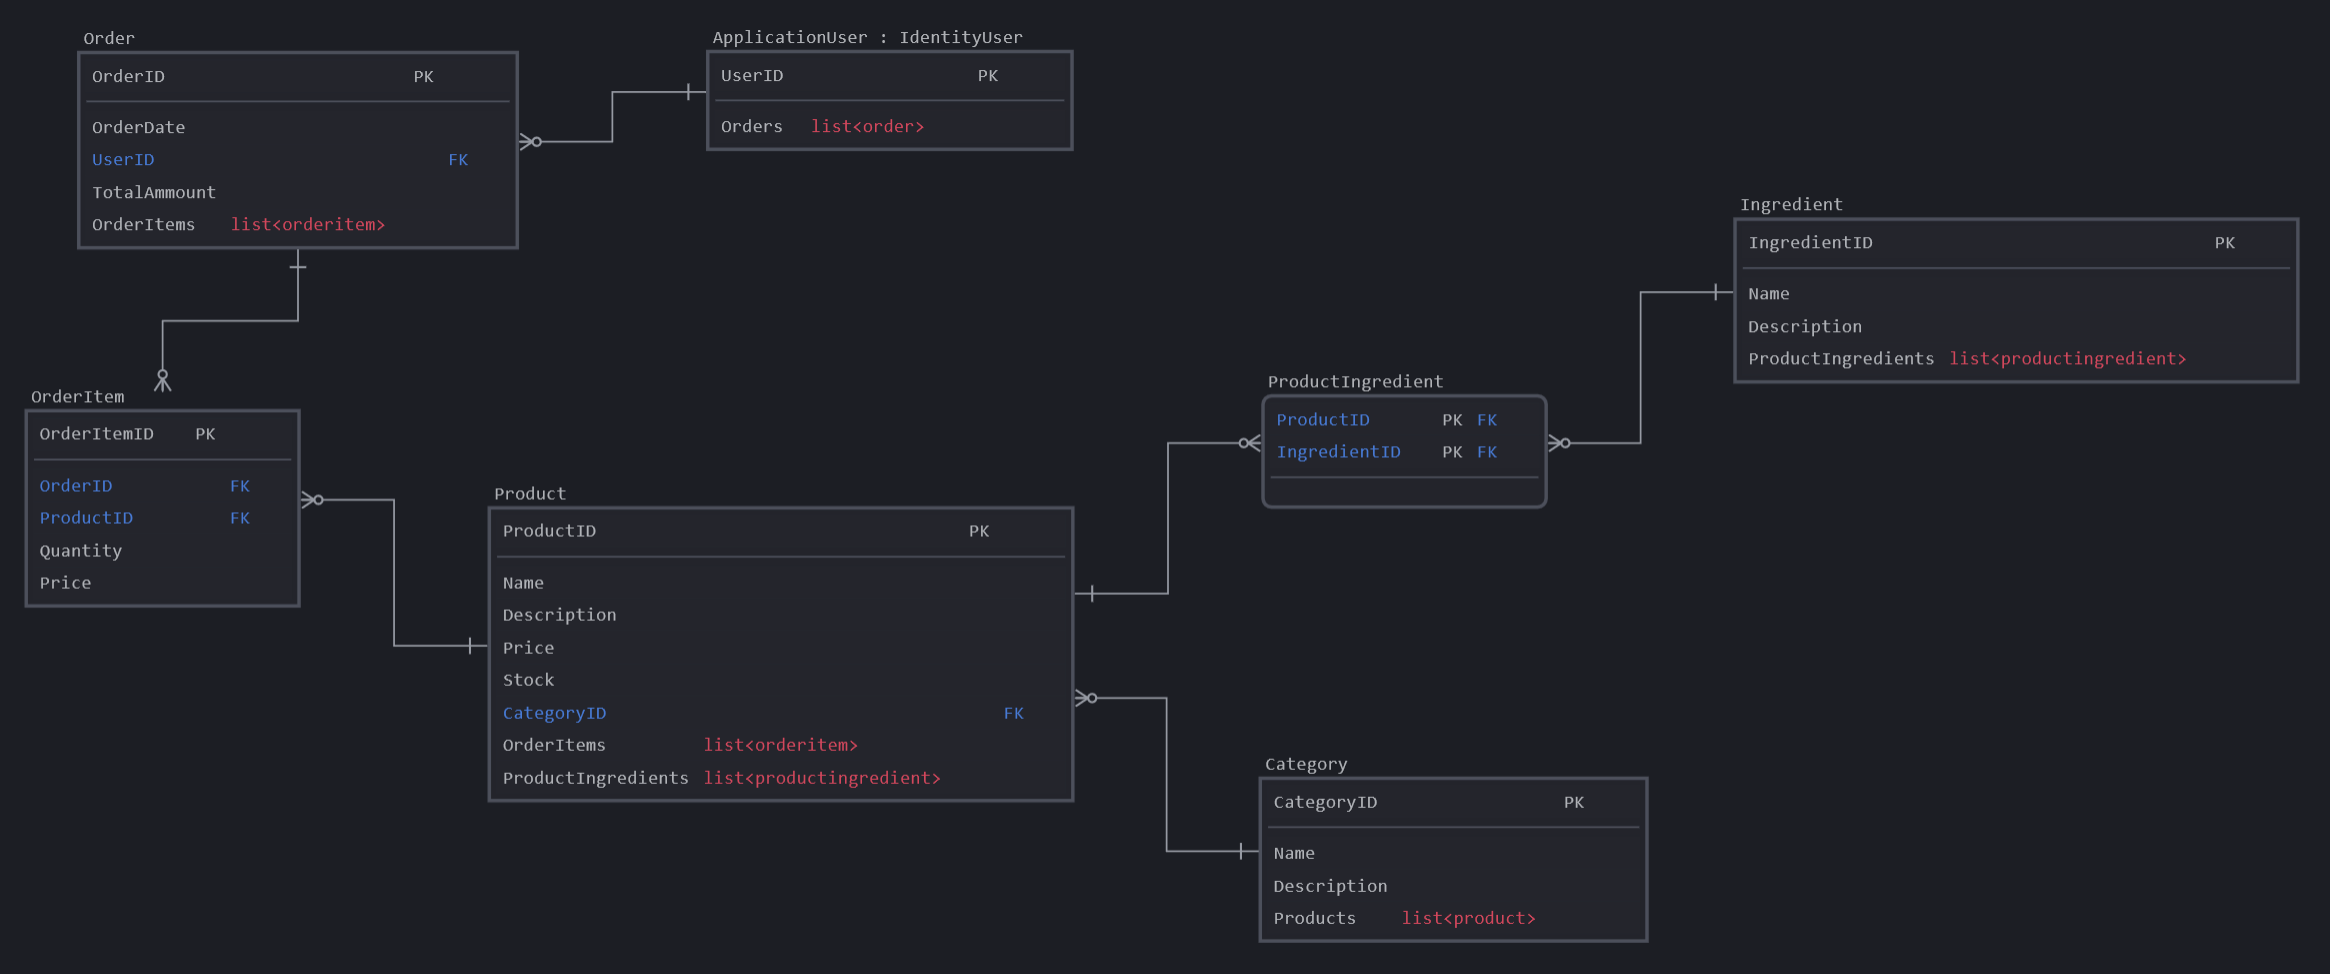 Order
OrderID PK
OrderDate
UserID FK
TotalAmmount
OrderItems list<orderitem>
ApplicationUser : IdentityUser
UserID PK
Orders list<order>
Ingredient
IngredientID PK
Name
Description
ProductIngredients list<productingredient>
ProductIngredient
ProductID PK FK
IngredientID PK FK
OrderItem
OrderItemID PK
OrderID FK
ProductID FK
Quantity
Price
Product
ProductID PK
Name
Description
Price
Stock
CategoryID FK
OrderItems list<orderitem>
ProductIngredients list<productingredient>
Category
CategoryID PK
Name
Description
Products list<product>